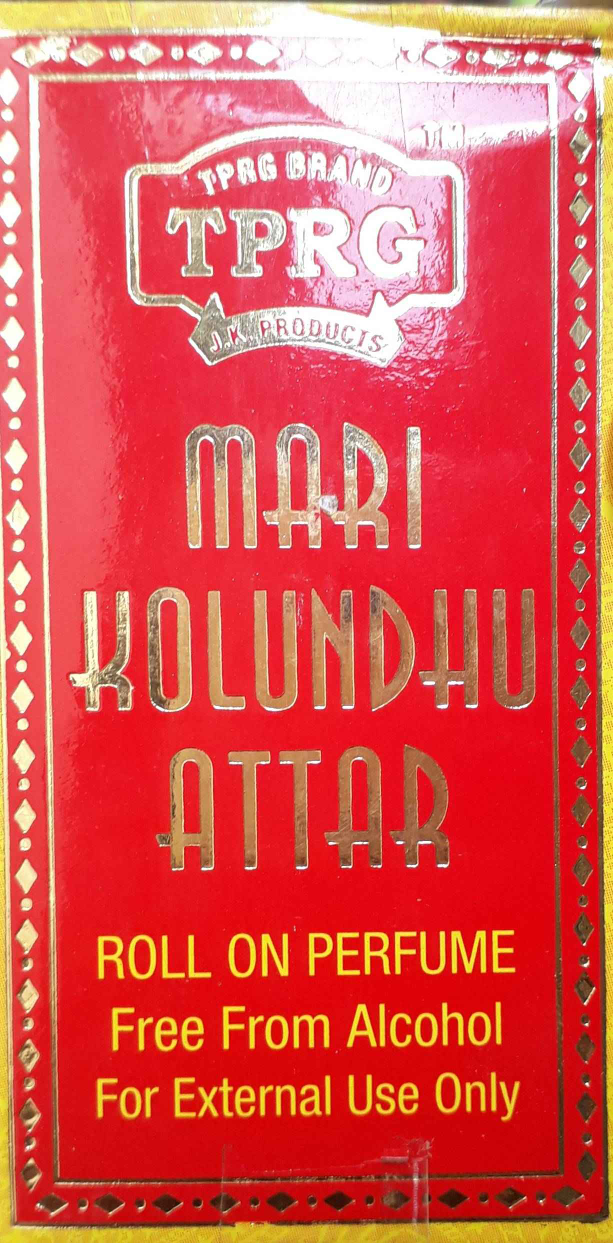 TM
TPRG BRAND
TPRG
J.K. PRODUCTS
MARI
KOLUNDHU
ATTAR
ROLL ON PERFUME
Free From Alcohol
For External Use Only